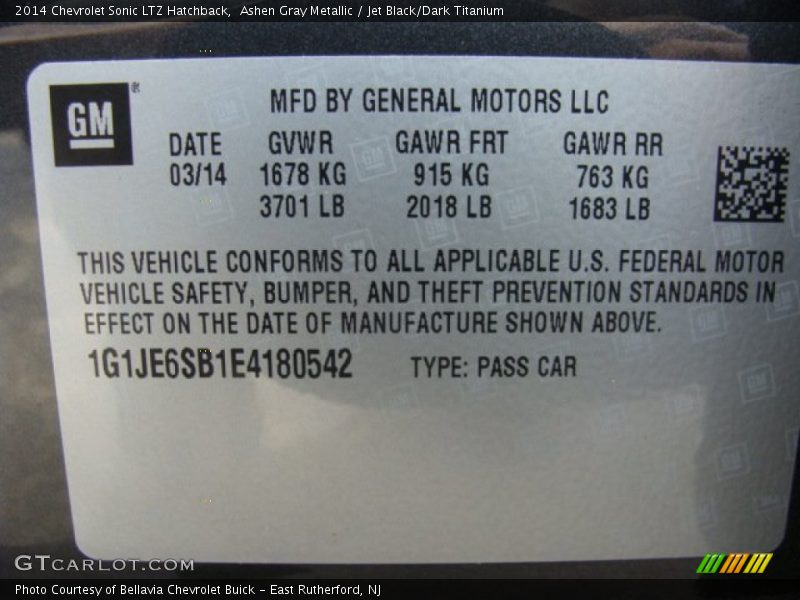 2014 Chevrolet Sonic LTZ Hatchback,  Ashen Gray Metallic / Jet Black/Dark Titanium
GM ®
MFD BY GENERAL MOTORS LLC
DATE GVWR GAWR FRT GAWR RR
03/14 1678 KG 915 KG 763 KG
3701 LB 2018 LB 1683 LB
THIS VEHICLE CONFORMS TO ALL APPLICABLE U.S. FEDERAL MOTOR
VEHICLE SAFETY, BUMPER, AND THEFT PREVENTION STANDARDS IN
EFFECT ON THE DATE OF MANUFACTURE SHOWN ABOVE.
1G1JE6SB1E4180542 TYPE: PASS CAR
GTCARLOT.COM
Photo Courtesy of Bellavia Chevrolet Buick – East Rutherford, NJ